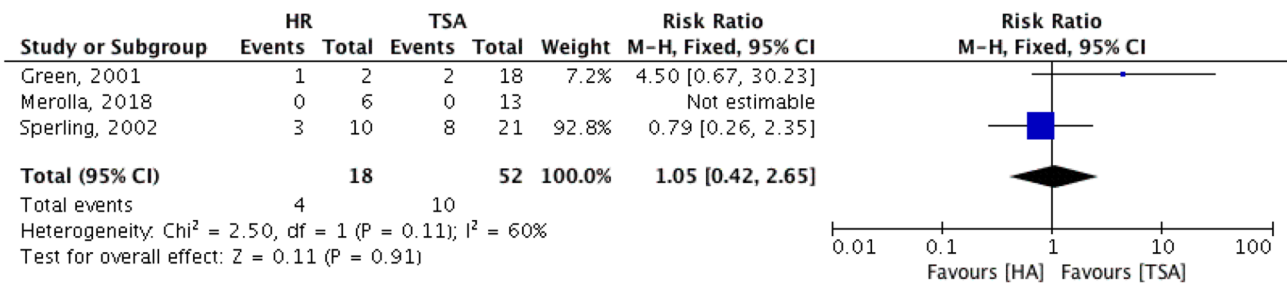 HR TSA Risk Ratio Risk Ratio
Study or Subgroup Events Total Events Total Weight M-H, Fixed, 95% CI M-H, Fixed, 95% CI
Green, 2001 1 2 2 18 7.2% 4.50 [0.67, 30.23]
Merolla, 2018 0 6 0 13 Not estimable
Sperling, 2002 3 10 8 21 92.8% 0.79 [0.26, 2.35]
Total (95% CI) 18 52 100.0% 1.05 [0.42, 2.65]
Total events 4 10
Heterogeneity: Chi² = 2.50, df = 1 (P = 0.11); I² = 60%
Test for overall effect: Z = 0.11 (P = 0.91)
0.01 0.1 1 10 100
Favours [HA] Favours [TSA]